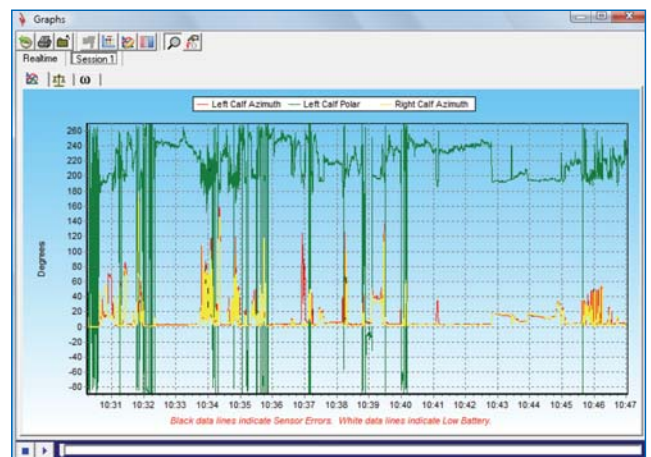 Graphs
Realtime Session 1
ω
Left Calf Azimuth Left Calf Polar Right Calf Azimuth
260
240
220
200
180
160
140
120
100
80
60
40
20
0
-20
-40
-60
-80
Degrees
10:31 10:32 10:33 10:34 10:35 10:36 10:37 10:38 10:39 10:40 10:41 10:42 10:43 10:44 10:45 10:46 10:47
Black data lines indicate Sensor Errors. White data lines indicate Low Battery.